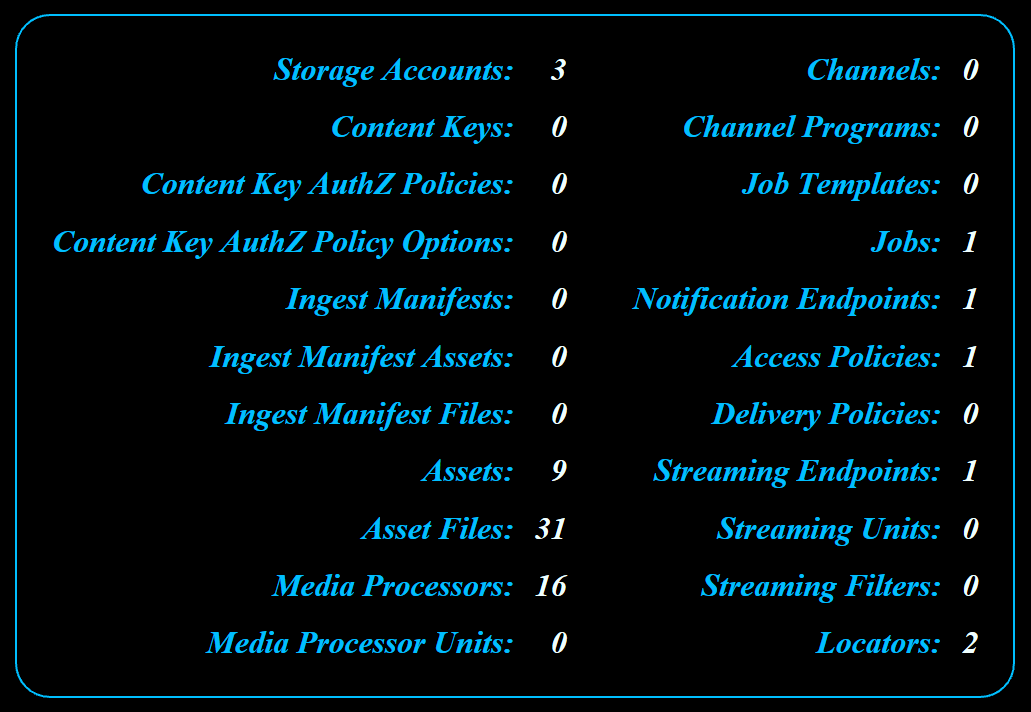 Storage Accounts: 3 Channels: 0
Content Keys: 0 Channel Programs: 0
Content Key AuthZ Policies: 0 Job Templates: 0
Content Key AuthZ Policy Options: 0 Jobs: 1
Ingest Manifests: 0 Notification Endpoints: 1
Ingest Manifest Assets: 0 Access Policies: 1
Ingest Manifest Files: 0 Delivery Policies: 0
Assets: 9 Streaming Endpoints: 1
Asset Files: 31 Streaming Units: 0
Media Processors: 16 Streaming Filters: 0
Media Processor Units: 0 Locators: 2